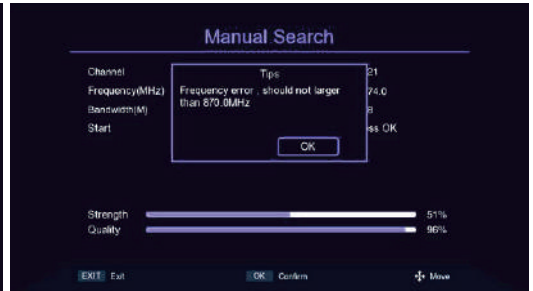 Manual Search
Channel 21
Frequency(MHz) 74.0
Bandwidth(M) 8
Start ess OK
Tips
Frequency error , should not larger
than 870.0MHz
OK
Strength 51%
Quality 96%
EXIT Exit OK Confirm Move